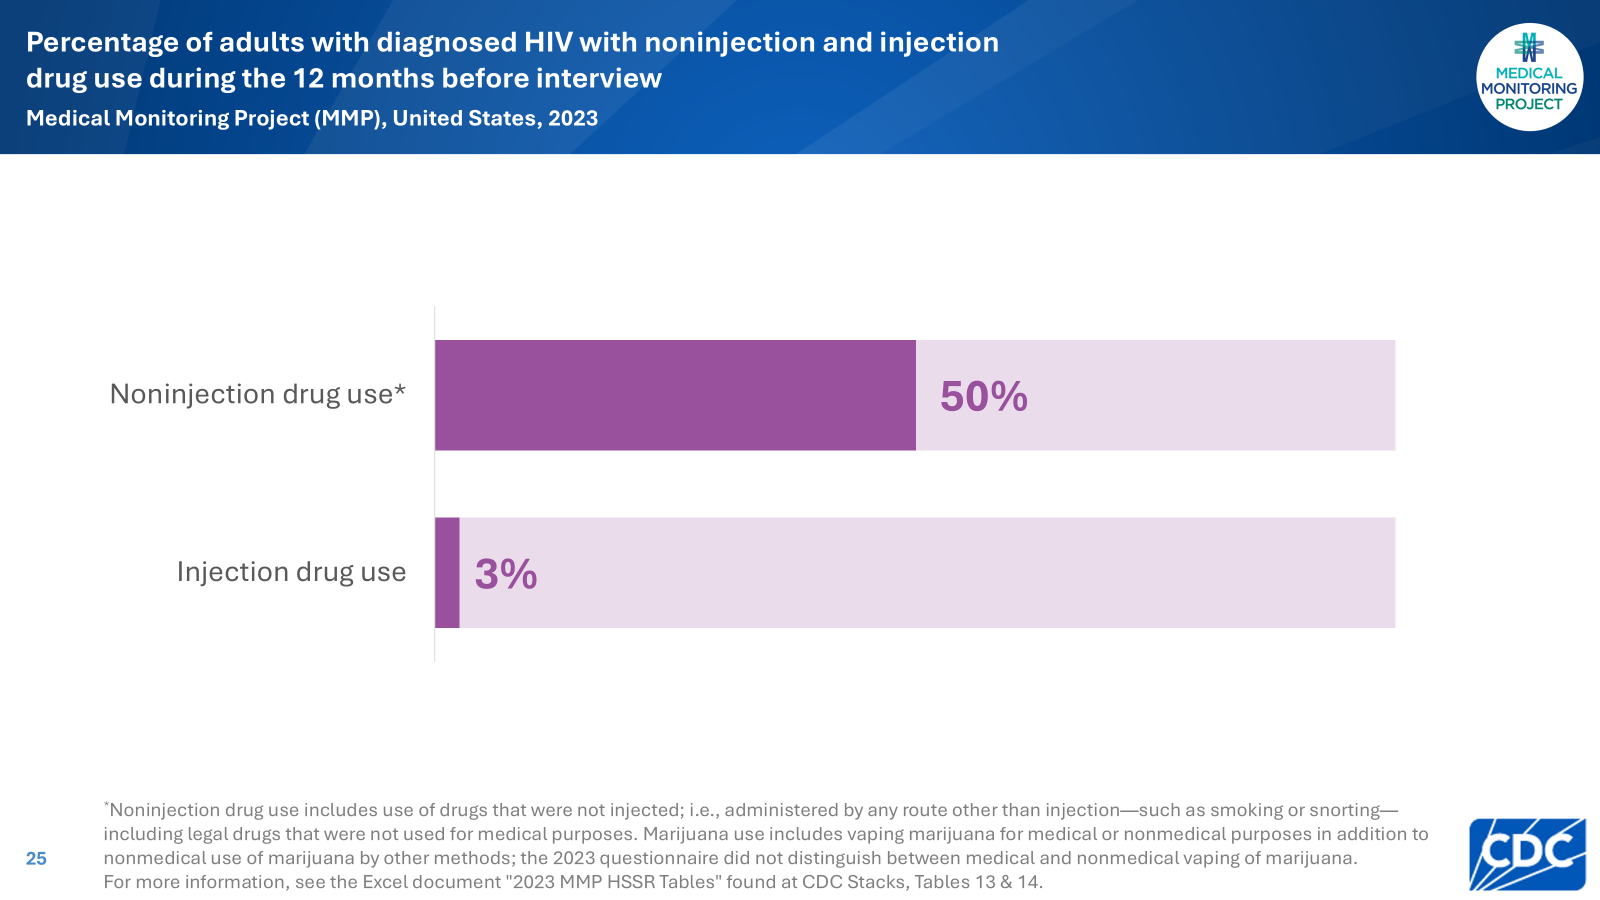 Percentage of adults with diagnosed HIV with noninjection and injection
drug use during the 12 months before interview
Medical Monitoring Project (MMP), United States, 2023
MEDICAL
MONITORING
PROJECT
Noninjection drug use*
50%
Injection drug use
3%
*Noninjection drug use includes use of drugs that were not injected; i.e., administered by any route other than injection—such as smoking or snorting—
including legal drugs that were not used for medical purposes. Marijuana use includes vaping marijuana for medical or nonmedical purposes in addition to
nonmedical use of marijuana by other methods; the 2023 questionnaire did not distinguish between medical and nonmedical vaping of marijuana.
For more information, see the Excel document "2023 MMP HSSR Tables" found at CDC Stacks, Tables 13 & 14.
25
CDC